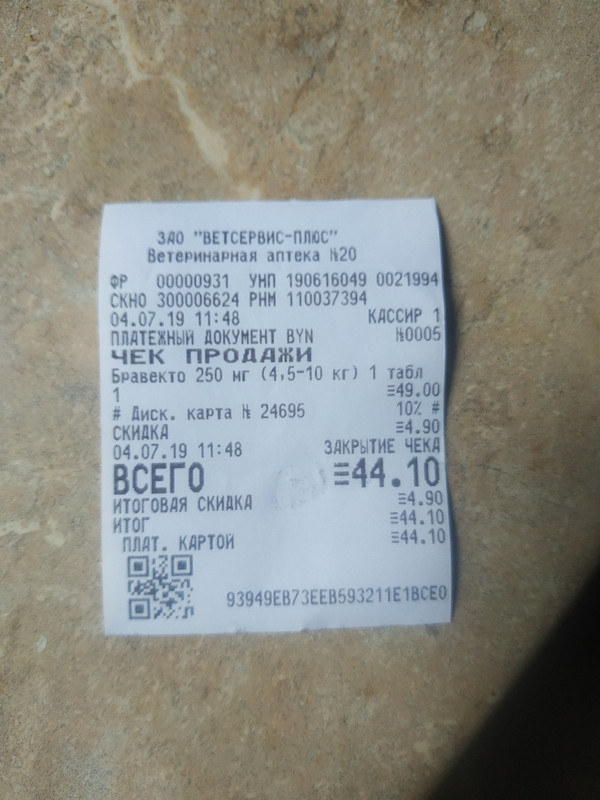 ЗАО "ВЕТСЕРВИС-ПЛЮС"
Ветеринарная аптека №20
ФР 00000931 УНП 190616049 0021994
СКНО 300006624 РНМ 110037394
04.07.19 11:48 КАССИР 1
ПЛАТЕЖНЫЙ ДОКУМЕНТ BYN №0005
ЧЕК ПРОДАЖИ
Бравекто 250 мг (4,5-10 кг) 1 табл
1 ≡49.00
# Диск. карта № 24695 10% #
СКИДКА ≡4.90
04.07.19 11:48 ЗАКРЫТИЕ ЧЕКА
ВСЕГО ≡44.10
ИТОГОВАЯ СКИДКА ≡4.90
ИТОГ ≡44.10
ПЛАТ. КАРТОЙ ≡44.10
93949EB73EEB593211E1BCE0